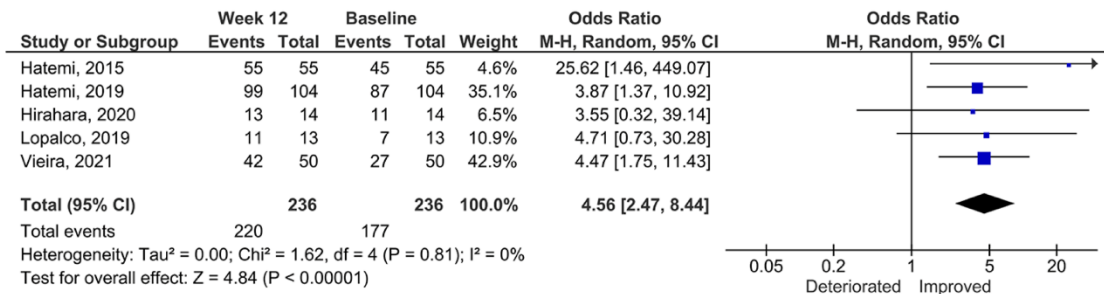 Week 12 Baseline Odds Ratio Odds Ratio
Study or Subgroup Events Total Events Total Weight M-H, Random, 95% CI M-H, Random, 95% CI
Hatemi, 2015 55 55 45 55 4.6% 25.62 [1.46, 449.07]
Hatemi, 2019 99 104 87 104 35.1% 3.87 [1.37, 10.92]
Hirahara, 2020 13 14 11 14 6.5% 3.55 [0.32, 39.14]
Lopalco, 2019 11 13 7 13 10.9% 4.71 [0.73, 30.28]
Vieira, 2021 42 50 27 50 42.9% 4.47 [1.75, 11.43]
Total (95% CI) 236 236 100.0% 4.56 [2.47, 8.44]
Total events 220 177
Heterogeneity: Tau² = 0.00; Chi² = 1.62, df = 4 (P = 0.81); I² = 0%
Test for overall effect: Z = 4.84 (P < 0.00001)
0.05 0.2 1 5 20
Deteriorated Improved